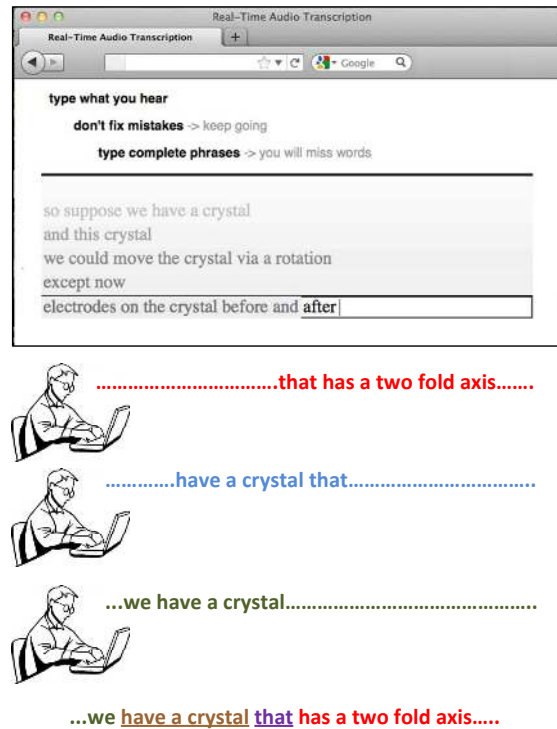 Real-Time Audio Transcription
Real-Time Audio Transcription +
Google
type what you hear
don't fix mistakes -> keep going
type complete phrases -> you will miss words
so suppose we have a crystal
and this crystal
we could move the crystal via a rotation
except now
electrodes on the crystal before and after
……………………………..that has a two fold axis…….
………….have a crystal that……………………………..
...we have a crystal…………………………………………..
...we have a crystal that has a two fold axis…..